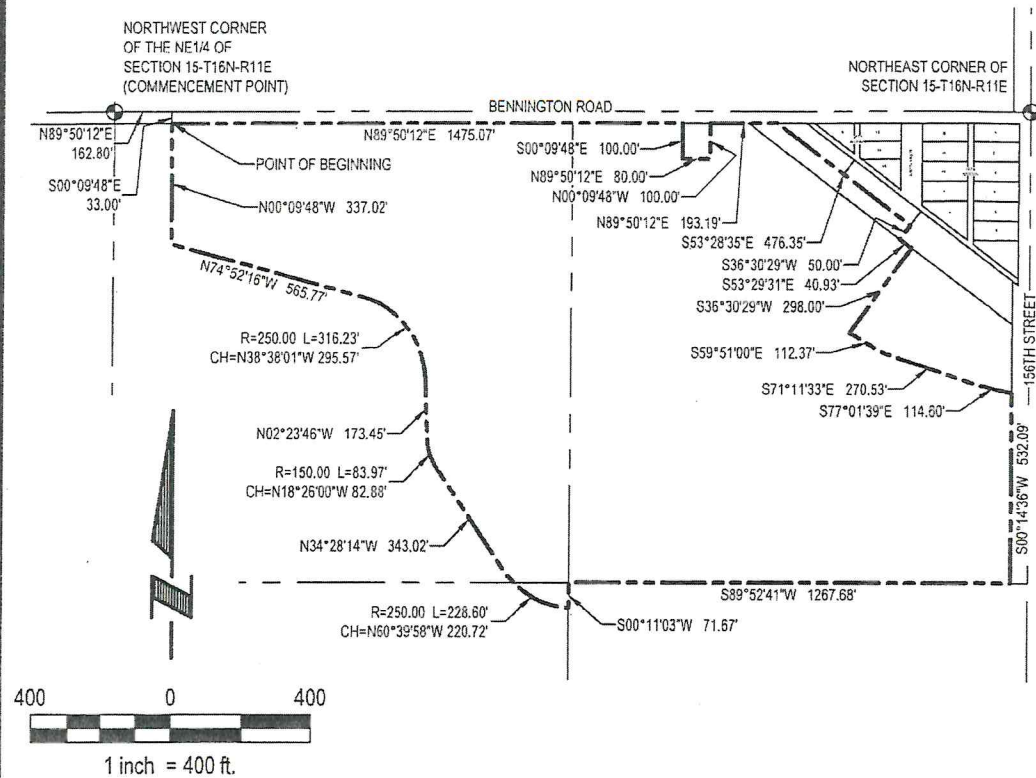 NORTHWEST CORNER
OF THE NE1/4 OF
SECTION 15-T16N-R11E
(COMMENCEMENT POINT)
NORTHEAST CORNER OF
SECTION 15-T16N-R11E
BENNINGTON ROAD
N89°50'12"E
162.80'
N89°50'12"E 1475.07'
S00°09'48"E 100.00'
POINT OF BEGINNING
N89°50'12"E 80.00'
S00°09'48"E
33.00'
N00°09'48"W 100.00'
N00°09'48"W 337.02'
N89°50'12"E 193.19'
S53°28'35"E 476.35'
S36°30'29"W 50.00'
N74°52'16"W 565.77'
S53°29'31"E 40.93'
S36°30'29"W 298.00'
156TH STREET
R=250.00 L=316.23'
CH=N38°38'01"W 295.57'
S59°51'00"E 112.37'
S71°11'33"E 270.53'
S77°01'39"E 114.60'
N02°23'46"W 173.45'
S00°14'36"W 532.09'
R=150.00 L=83.97'
CH=N18°26'00"W 82.88'
N34°28'14"W 343.02'
S89°52'41"W 1267.68'
R=250.00 L=228.60'
CH=N60°39'58"W 220.72'
S00°11'03"W 71.67'
400 0 400
1 inch = 400 ft.